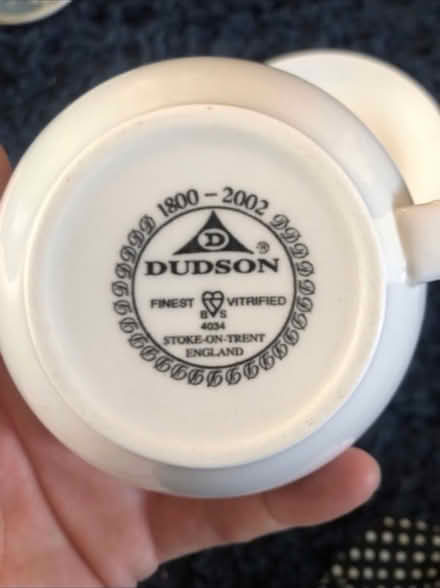 1800 – 2002
D
DUDSON ®
FINEST VITRIFIED
B S
4034
STOKE-ON-TRENT
ENGLAND